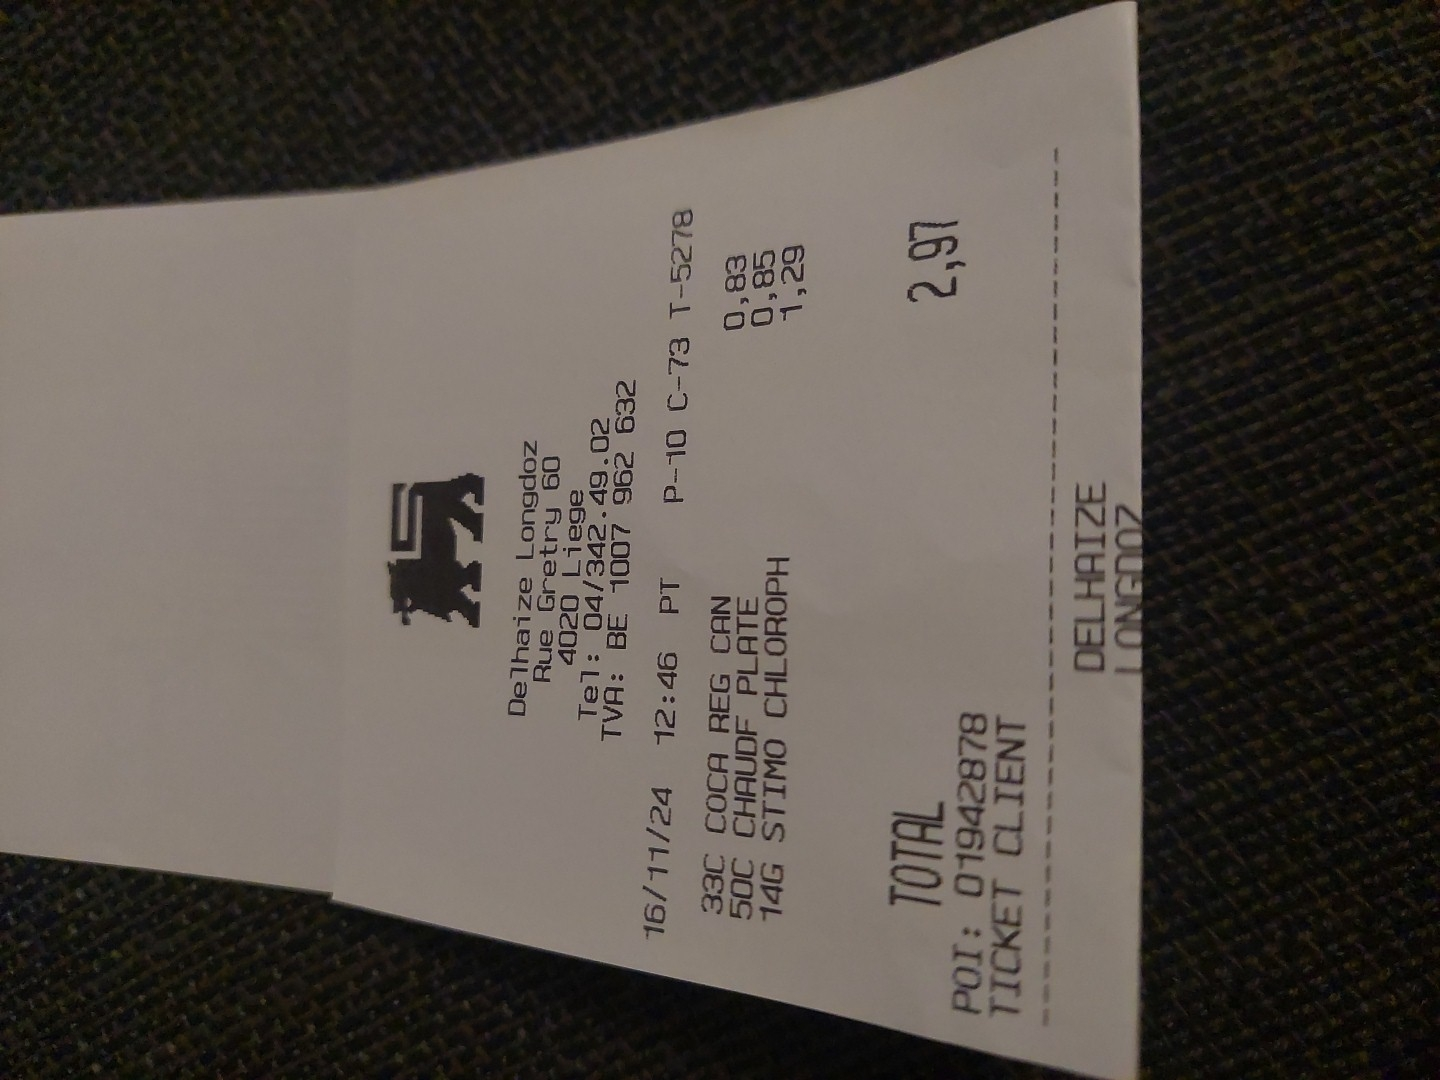 Delhaize Longdoz
Rue Gretry 60
4020 Liege
Tel: 04/342.49.02
TVA: BE 1007 962 632
16/11/24 12:46 PT P-10 C-73 T-5278
33C COCA REG CAN 0,83
50C CHAUDF PLATE 0,85
14G STIMO CHLOROPH 1,29
TOTAL 2,97
POI: 01942878
TICKET CLIENT
DELHAIZE
LONGDOZ